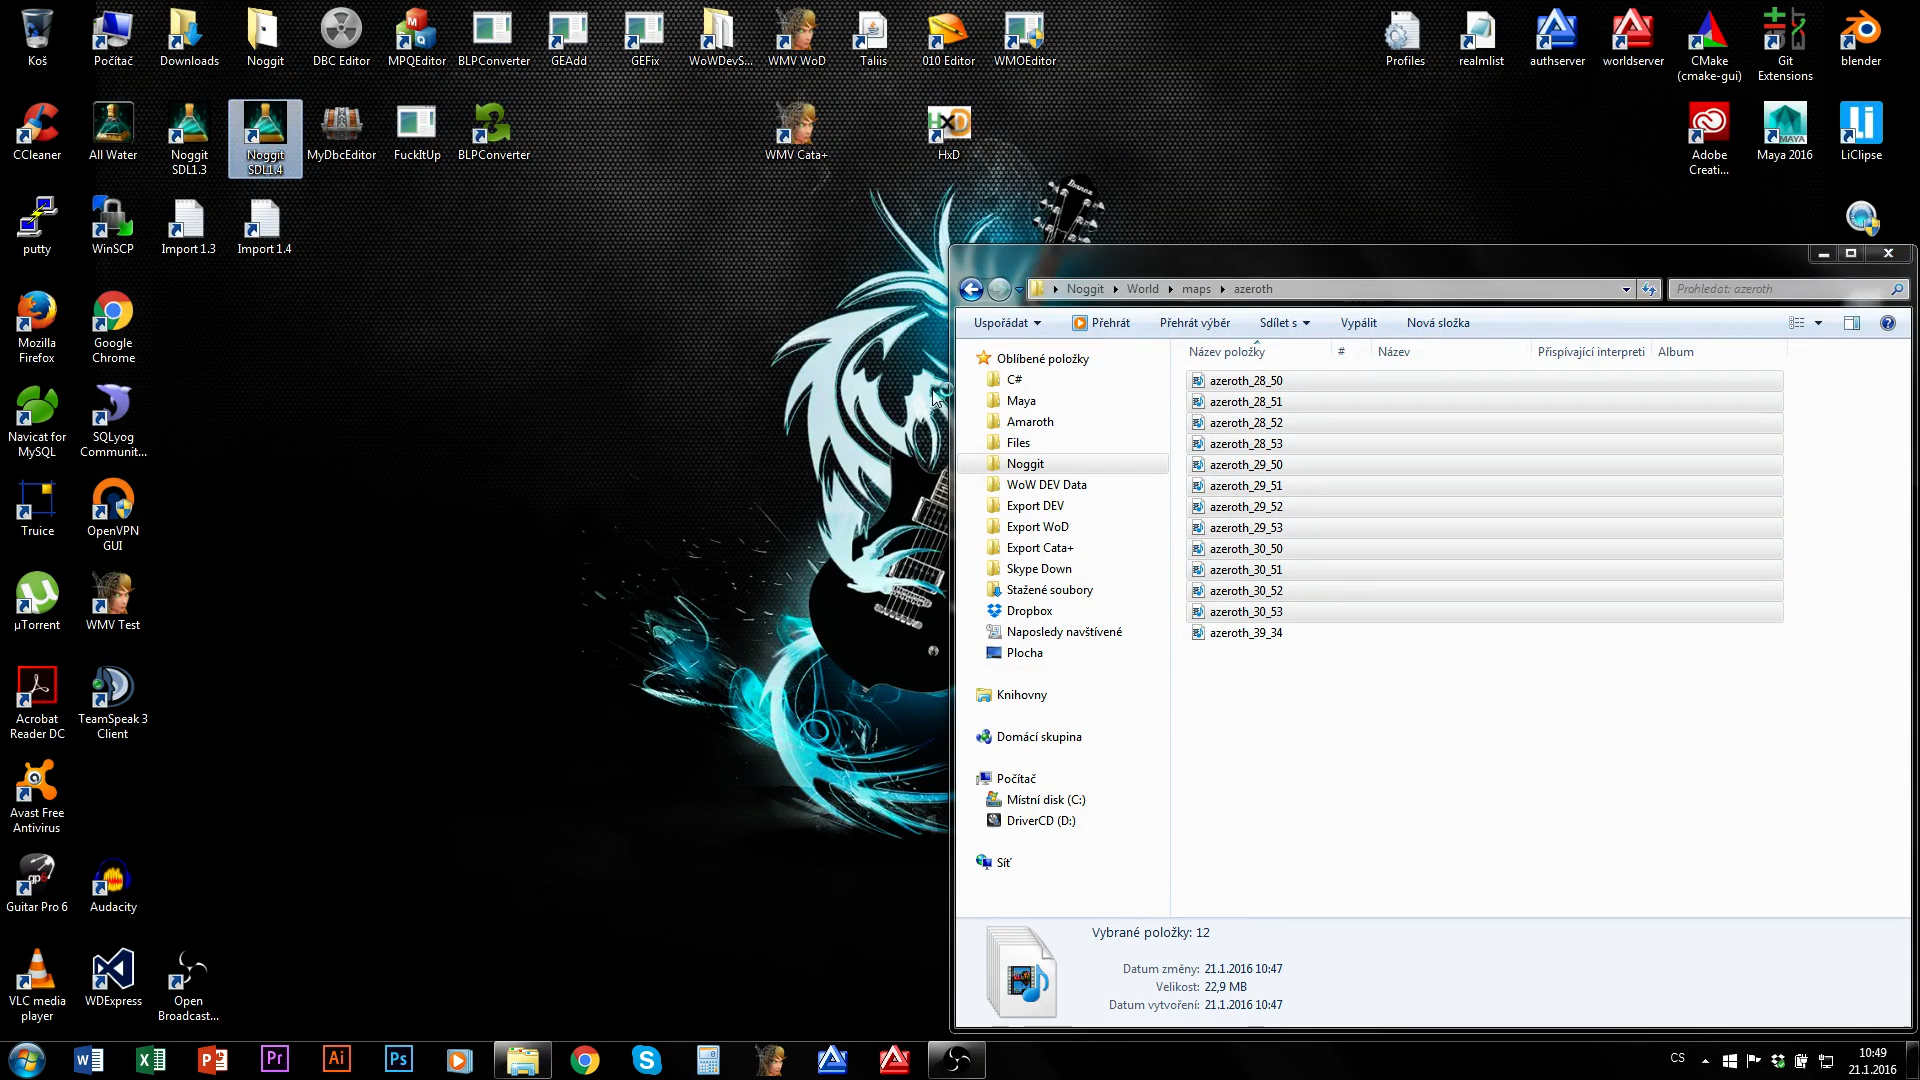 Koš
Počítač
Downloads
Noggit
DBC Editor
MPQEditor
BLPConverter
GEAdd
GEFix
WoWDevS...
WMV WoD
Taliis
010 Editor
WMOEditor
Profiles
realmlist
authserver
worldserver
CMake
(cmake-gui)
Git
Extensions
blender
CCleaner
All Water
Noggit
SDL1.3
Noggit
SDL1.4
MyDbcEditor
FuckItUp
BLPConverter
WMV Cata+
HxD
Adobe
Creati...
Maya 2016
LiClipse
putty
WinSCP
Import 1.3
Import 1.4
Mozilla
Firefox
Google
Chrome
Navicat for
MySQL
SQLyog
Communit...
Truice
OpenVPN
GUI
µTorrent
WMV Test
Acrobat
Reader DC
TeamSpeak 3
Client
Avast Free
Antivirus
Guitar Pro 6
Audacity
VLC media
player
WDExpress
Open
Broadcast...
Ibanez
Noggit
World
maps
azeroth
Prohledat: azeroth
Uspořádat
Přehrát
Přehrát výběr
Sdílet s
Vypálit
Nová složka
Oblíbené položky
C#
Maya
Amaroth
Files
Noggit
WoW DEV Data
Export DEV
Export WoD
Export Cata+
Skype Down
Stažené soubory
Dropbox
Naposledy navštívené
Plocha
Knihovny
Domácí skupina
Počítač
Místní disk (C:)
DriverCD (D:)
Síť
Název položky
#
Název
Přispívající interpreti
Album
azeroth_28_50
azeroth_28_51
azeroth_28_52
azeroth_28_53
azeroth_29_50
azeroth_29_51
azeroth_29_52
azeroth_29_53
azeroth_30_50
azeroth_30_51
azeroth_30_52
azeroth_30_53
azeroth_39_34
Vybrané položky: 12
Datum změny: 21.1.2016 10:47
Velikost: 22,9 MB
Datum vytvoření: 21.1.2016 10:47
CS
10:49
21.1.2016